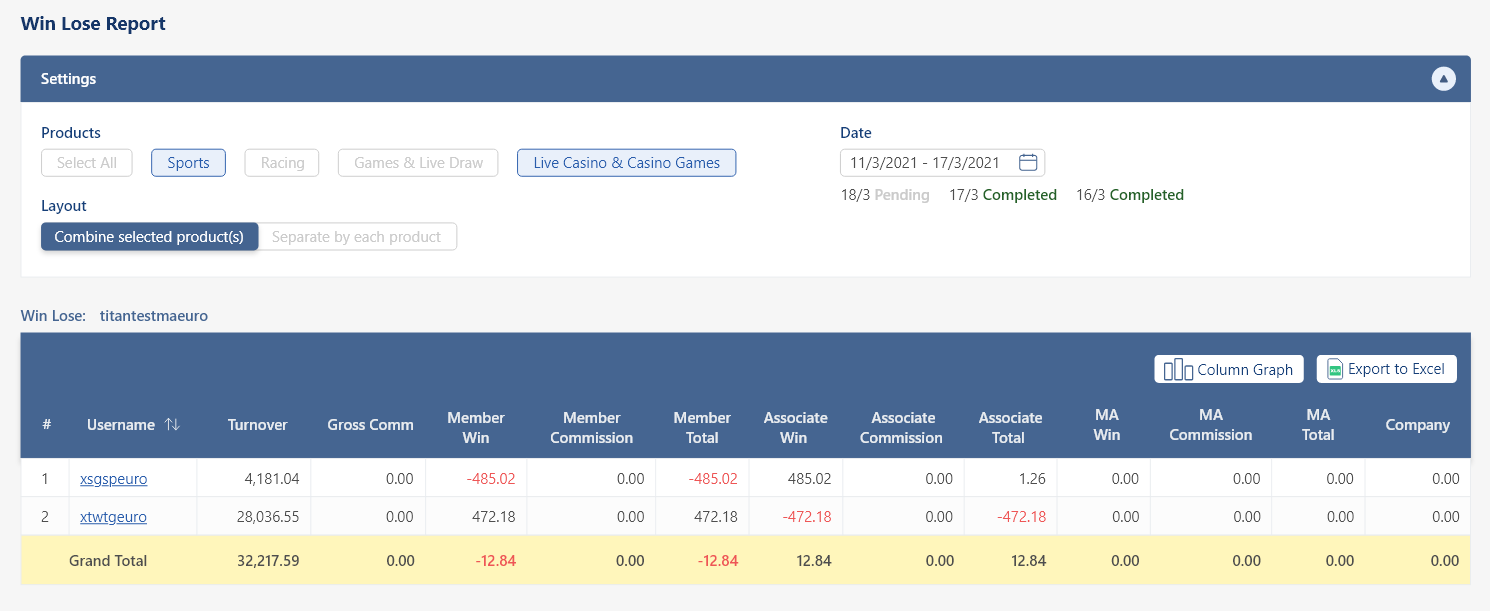 Win Lose Report
Settings
Products
Select All Sports Racing Games & Live Draw Live Casino & Casino Games
Layout
Combine selected product(s) Separate by each product
Date
11/3/2021 - 17/3/2021
18/3 Pending 17/3 Completed 16/3 Completed
Win Lose: titantestmaeuro
Column Graph Export to Excel
# Username Turnover Gross Comm Member Win Member Commission Member Total Associate Win Associate Commission Associate Total MA Win MA Commission MA Total Company
1 xsgspeuro 4,181.04 0.00 -485.02 0.00 -485.02 485.02 0.00 1.26 0.00 0.00 0.00 0.00
2 xtwtgeuro 28,036.55 0.00 472.18 0.00 472.18 -472.18 0.00 -472.18 0.00 0.00 0.00 0.00
Grand Total 32,217.59 0.00 -12.84 0.00 -12.84 12.84 0.00 12.84 0.00 0.00 0.00 0.00